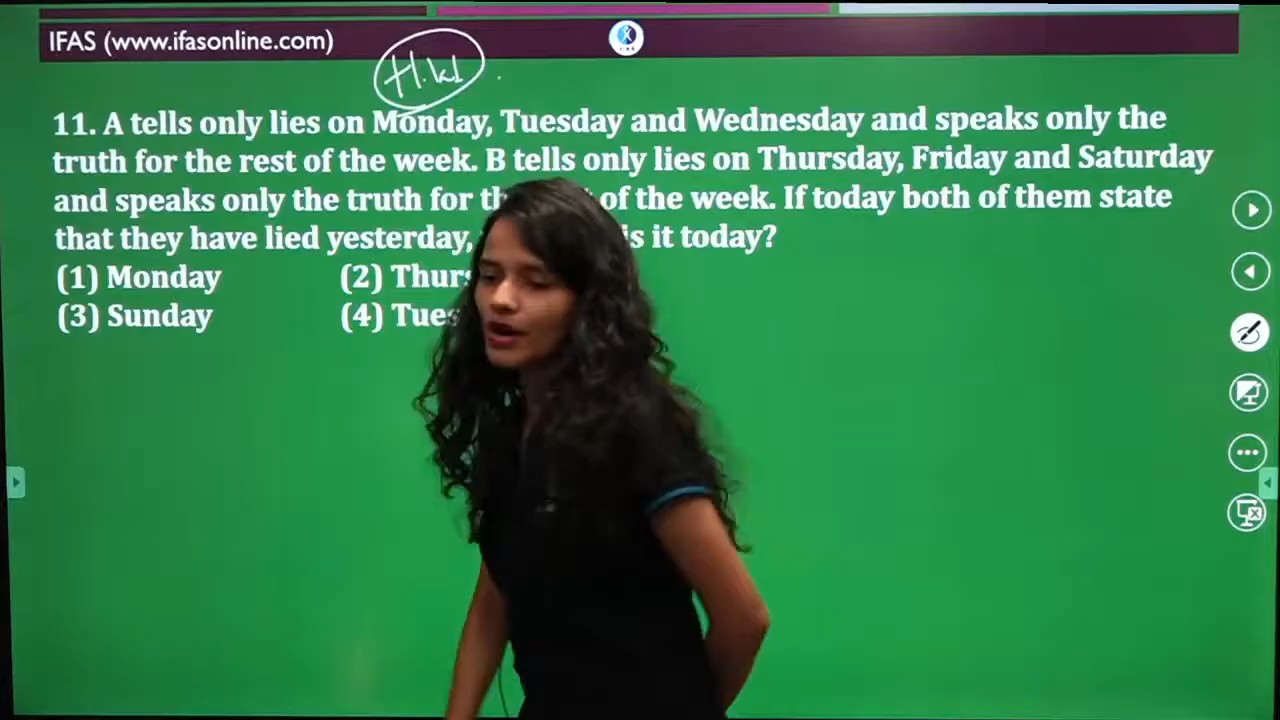 IFAS (www.ifasonline.com)
H.W
11. A tells only lies on Monday, Tuesday and Wednesday and speaks only the
truth for the rest of the week. B tells only lies on Thursday, Friday and Saturday
and speaks only the truth for of the week. If today both of them state
that they have lied yesterday, is it today?
(1) Monday (2)
(3) Sunday (4)